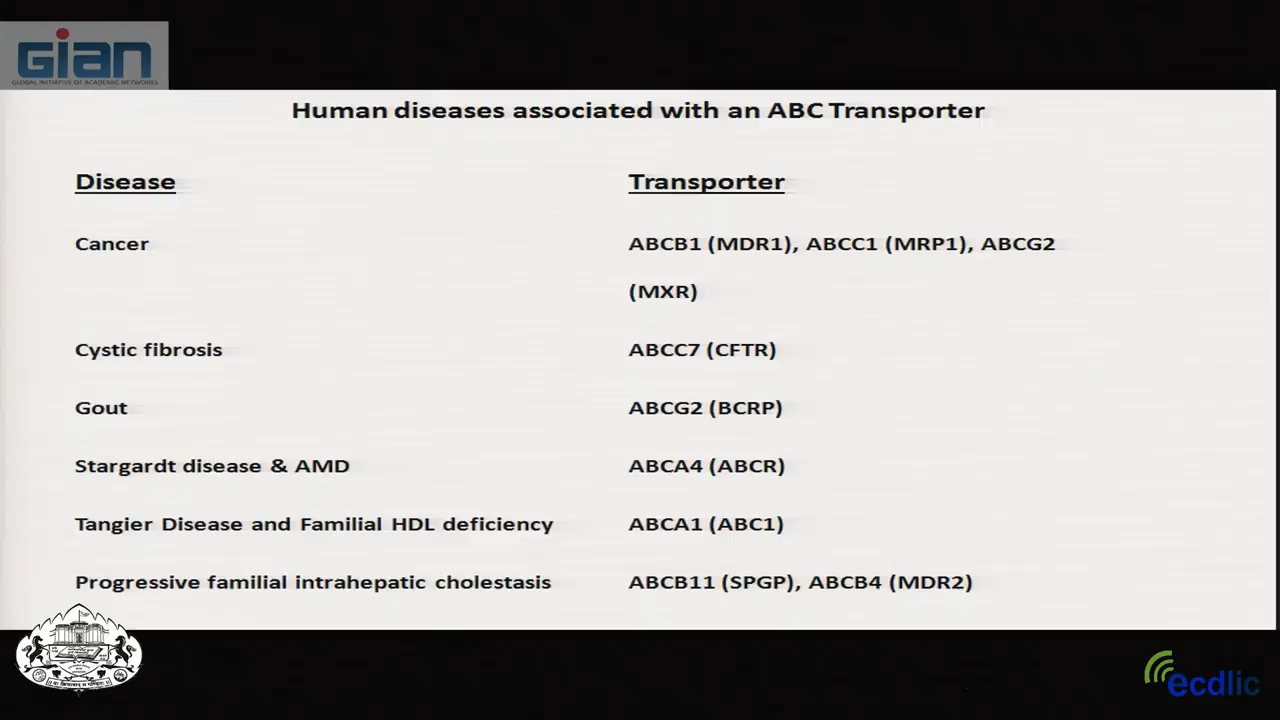 GIAN
GLOBAL INITIATIVE OF ACADEMIC NETWORKS
Human diseases associated with an ABC Transporter
Disease Transporter
Cancer ABCB1 (MDR1), ABCC1 (MRP1), ABCG2
(MXR)
Cystic fibrosis ABCC7 (CFTR)
Gout ABCG2 (BCRP)
Stargardt disease & AMD ABCA4 (ABCR)
Tangier Disease and Familial HDL deficiency ABCA1 (ABC1)
Progressive familial intrahepatic cholestasis ABCB11 (SPGP), ABCB4 (MDR2)
ecdlic